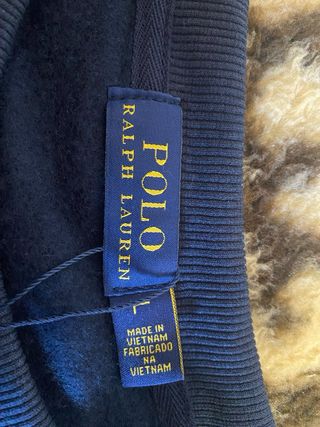 POLO
RALPH LAUREN
L
MADE IN
VIETNAM
FABRICADO
NA
VIETNAM